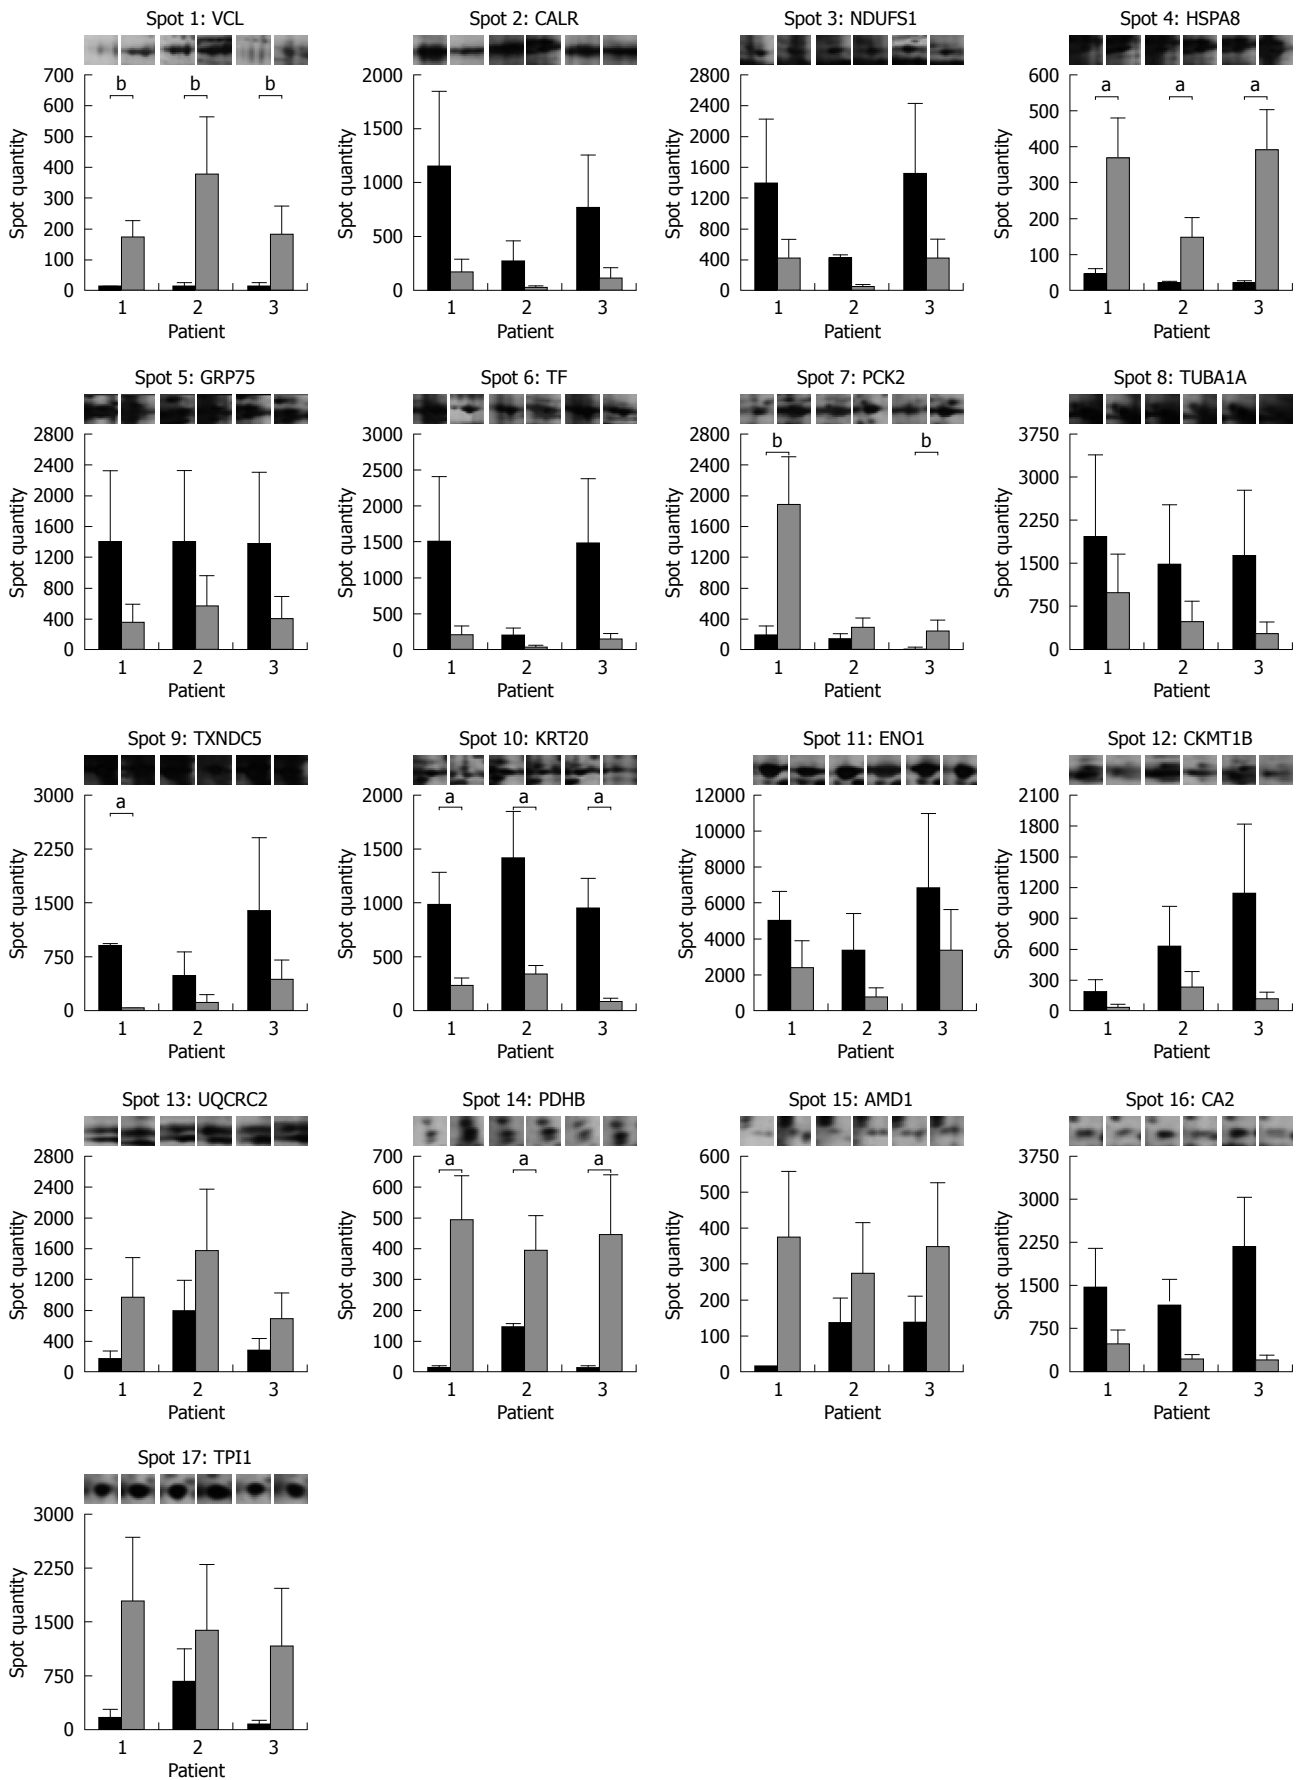 Spot 1: VCL
700
600
500
400
300
200
100
0
Spot quantity
b
b
b
1
2
3
Patient
Spot 2: CALR
2000
1500
1000
500
0
Spot quantity
1
2
3
Patient
Spot 3: NDUFS1
2800
2400
2000
1600
1200
800
400
0
Spot quantity
1
2
3
Patient
Spot 4: HSPA8
600
500
400
300
200
100
0
Spot quantity
a
a
a
1
2
3
Patient
Spot 5: GRP75
2800
2400
2000
1600
1200
800
400
0
Spot quantity
1
2
3
Patient
Spot 6: TF
3000
2500
2000
1500
1000
500
0
Spot quantity
1
2
3
Patient
Spot 7: PCK2
2800
2400
2000
1600
1200
800
400
0
Spot quantity
b
b
1
2
3
Patient
Spot 8: TUBA1A
3750
3000
2250
1500
750
0
Spot quantity
1
2
3
Patient
Spot 9: TXNDC5
3000
2250
1500
750
0
Spot quantity
a
1
2
3
Patient
Spot 10: KRT20
2000
1500
1000
500
0
Spot quantity
a
a
a
1
2
3
Patient
Spot 11: ENO1
12000
10000
8000
6000
4000
2000
0
Spot quantity
1
2
3
Patient
Spot 12: CKMT1B
2100
1800
1500
1200
900
600
300
0
Spot quantity
1
2
3
Patient
Spot 13: UQCRC2
2800
2400
2000
1600
1200
800
400
0
Spot quantity
1
2
3
Patient
Spot 14: PDHB
700
600
500
400
300
200
100
0
Spot quantity
a
a
a
1
2
3
Patient
Spot 15: AMD1
600
500
400
300
200
100
0
Spot quantity
1
2
3
Patient
Spot 16: CA2
3750
3000
2250
1500
750
0
Spot quantity
1
2
3
Patient
Spot 17: TPI1
3000
2250
1500
750
0
Spot quantity
1
2
3
Patient